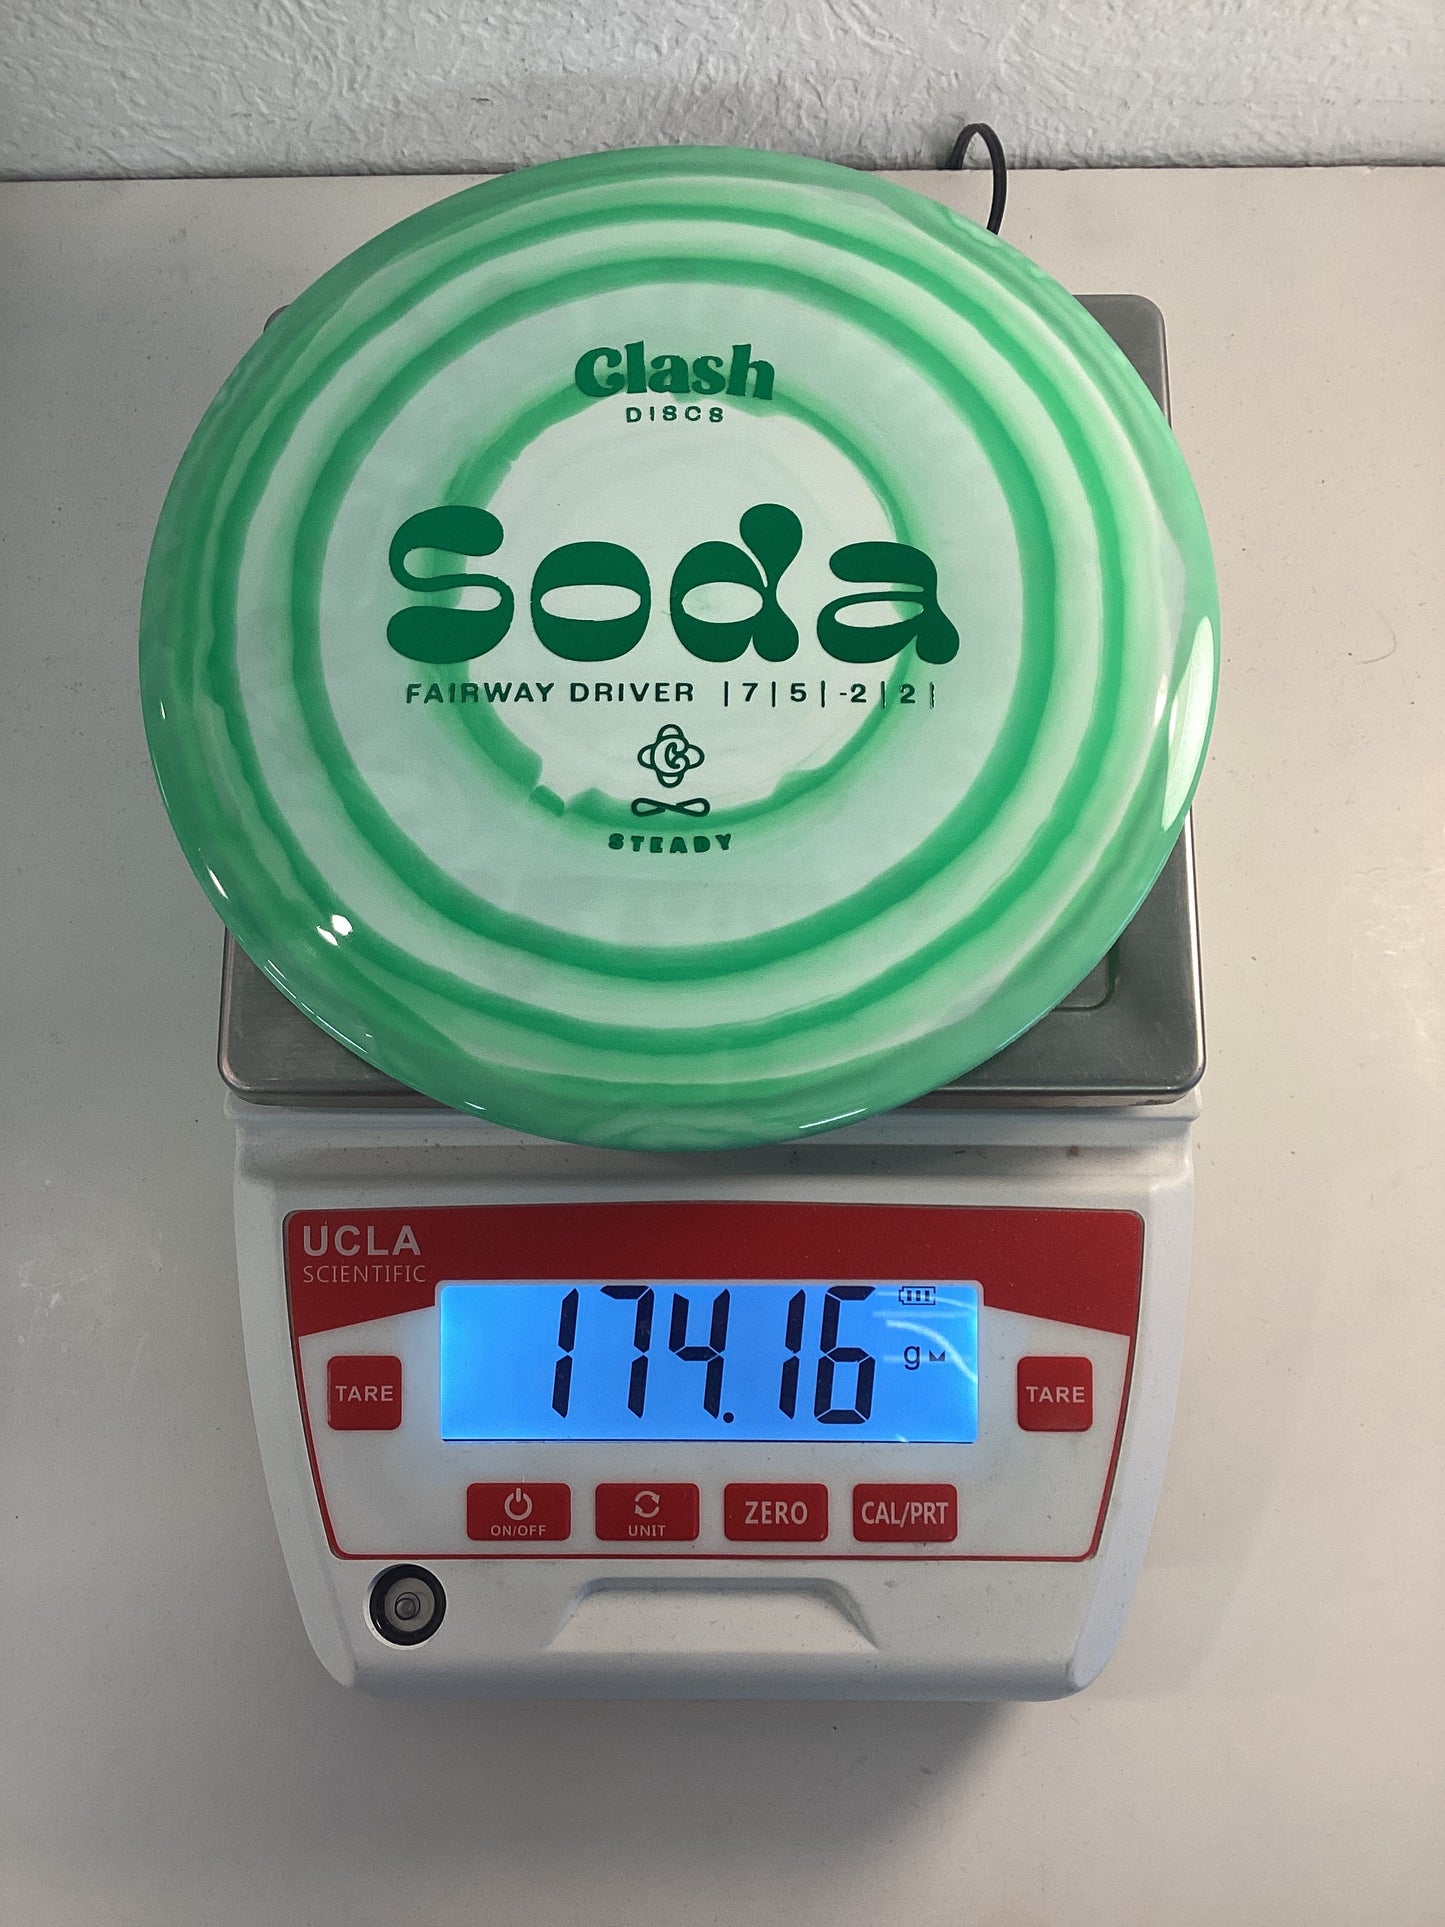 Clash
DISCS
Soda
FAIRWAY DRIVER | 7 | 5 | -2 | 2 |
STEADY
UCLA
SCIENTIFIC
174.16
g
TARE
TARE
ON/OFF
UNIT
ZERO
CAL/PRT